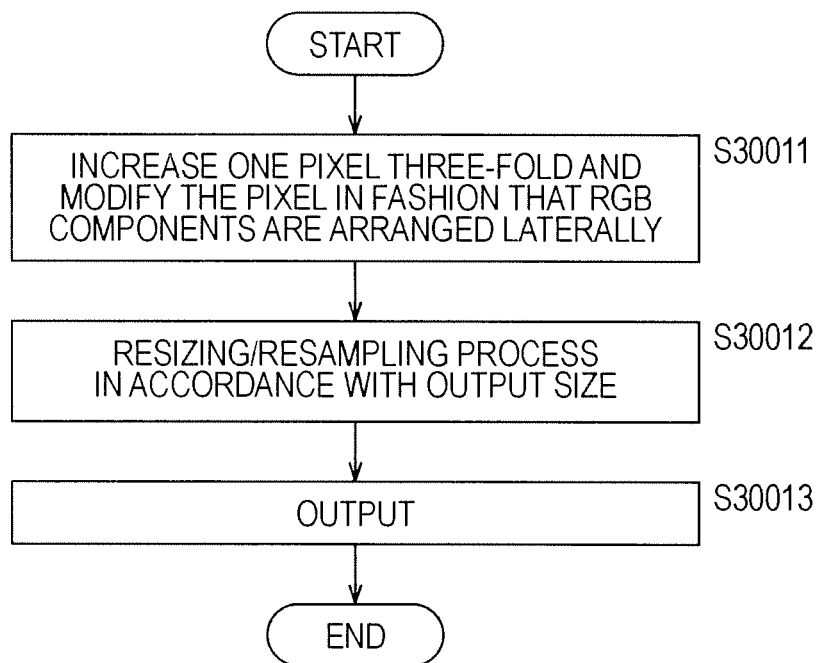 START
S30011
INCREASE ONE PIXEL THREE-FOLD AND
MODIFY THE PIXEL IN FASHION THAT RGB
COMPONENTS ARE ARRANGED LATERALLY
S30012
RESIZING/RESAMPLING PROCESS
IN ACCORDANCE WITH OUTPUT SIZE
S30013
OUTPUT
END